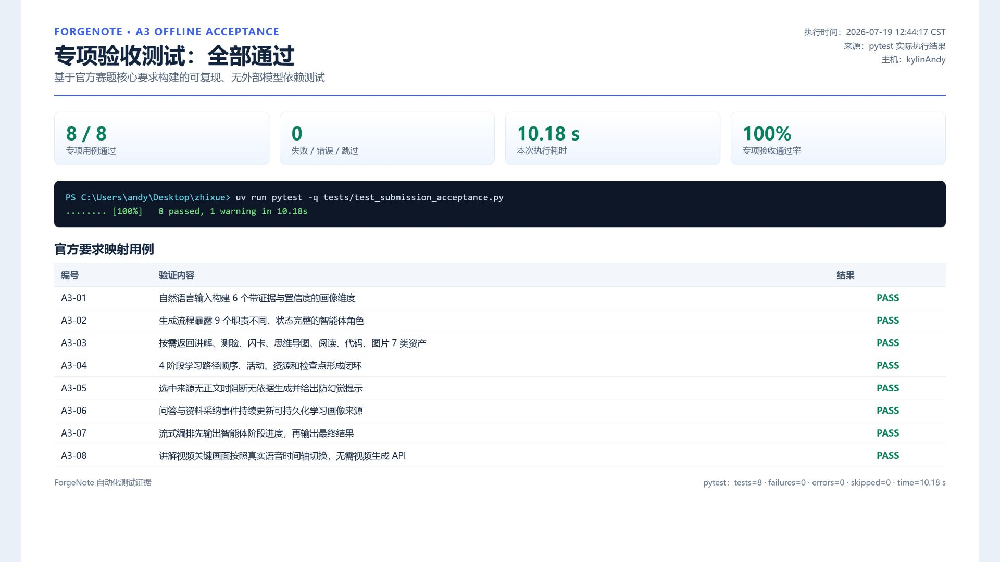 FORGENOTE • A3 OFFLINE ACCEPTANCE
专项验收测试：全部通过
基于官方赛题核心要求构建的可复现、无外部模型依赖测试
执行时间：2026-07-19 12:44:17 CST
来源：pytest 实际执行结果
主机：kylinAndy
8 / 8
专项用例通过
0
失败 / 错误 / 跳过
10.18 s
本次执行耗时
100%
专项验收通过率
PS C:\Users\andy\Desktop\zhixue> uv run pytest -q tests/test_submission_acceptance.py
........ [100%]   8 passed, 1 warning in 10.18s
官方要求映射用例
编号 验证内容 结果
A3-01 自然语言输入构建 6 个带证据与置信度的画像维度 PASS
A3-02 生成流程暴露 9 个职责不同、状态完整的智能体角色 PASS
A3-03 按需返回讲解、测验、闪卡、思维导图、阅读、代码、图片 7 类资产 PASS
A3-04 4 阶段学习路径顺序、活动、资源和检查点形成闭环 PASS
A3-05 选中来源无正文时阻断无依据生成并给出防幻觉提示 PASS
A3-06 问答与资料采纳事件持续更新可持久化学习画像来源 PASS
A3-07 流式编排先输出智能体阶段进度，再输出最终结果 PASS
A3-08 讲解视频关键画面按照真实语音时间轴切换，无需视频生成 API PASS
ForgeNote 自动化测试证据
pytest：tests=8 · failures=0 · errors=0 · skipped=0 · time=10.18 s